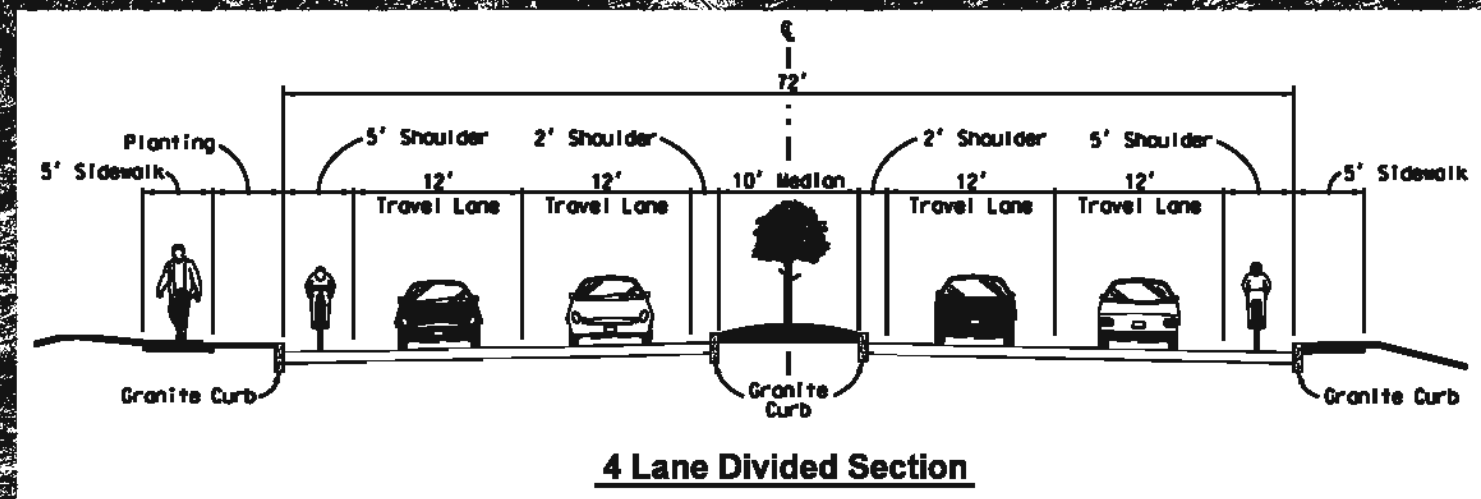 ℄
72'
Planting
5' Shoulder
2' Shoulder
2' Shoulder
5' Shoulder
5' Sidewalk
5' Sidewalk
12'
Travel Lane
12'
Travel Lane
10' Median
12'
Travel Lane
12'
Travel Lane
Granite Curb
Granite
Curb
Granite Curb
4 Lane Divided Section